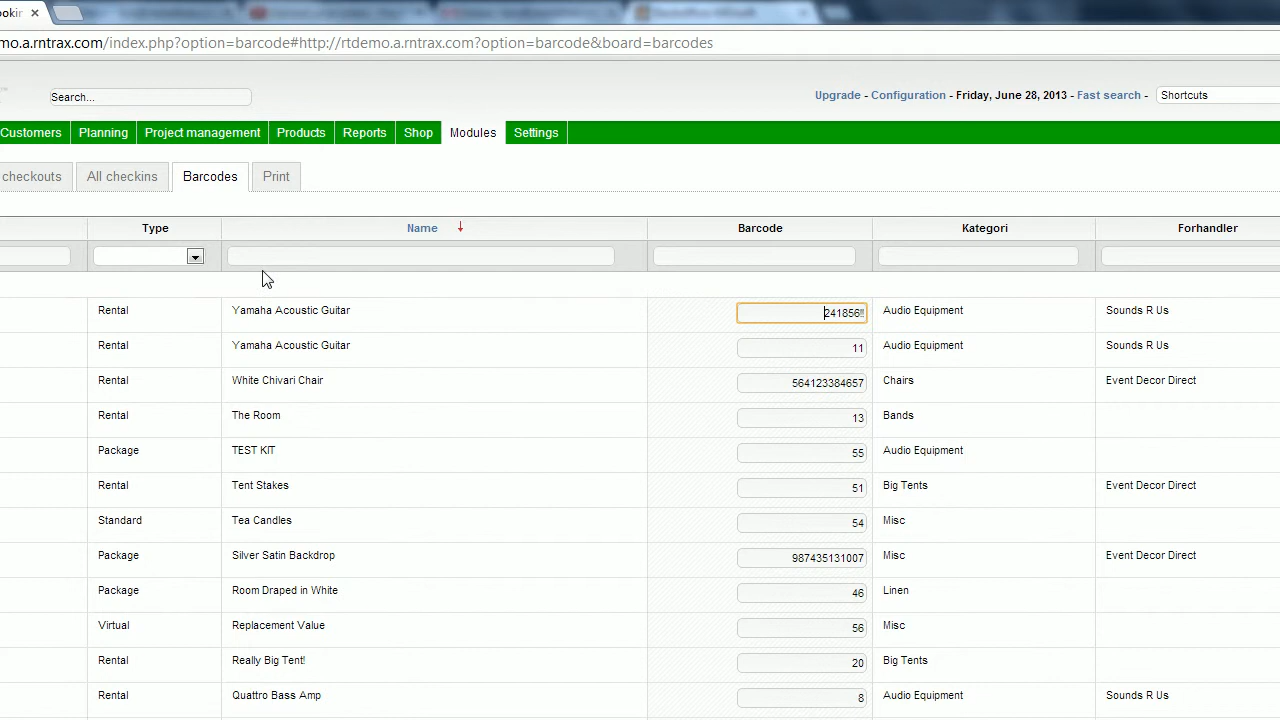 mo.a.rntrax.com/index.php?option=barcode#http://rtdemo.a.rntrax.com?option=barcode&board=barcodes
Search... Upgrade - Configuration - Friday, June 28, 2013 - Fast search - Shortcuts
Customers Planning Project management Products Reports Shop Modules Settings
checkouts All checkins Barcodes Print
Type Name Barcode Kategori Forhandler
Rental Yamaha Acoustic Guitar 241856!! Audio Equipment Sounds R Us
Rental Yamaha Acoustic Guitar 11 Audio Equipment Sounds R Us
Rental White Chivari Chair 564123384657 Chairs Event Decor Direct
Rental The Room 13 Bands
Package TEST KIT 55 Audio Equipment
Rental Tent Stakes 51 Big Tents Event Decor Direct
Standard Tea Candles 54 Misc
Package Silver Satin Backdrop 987435131007 Misc Event Decor Direct
Package Room Draped in White 46 Linen
Virtual Replacement Value 56 Misc
Rental Really Big Tent! 20 Big Tents
Rental Quattro Bass Amp 8 Audio Equipment Sounds R Us